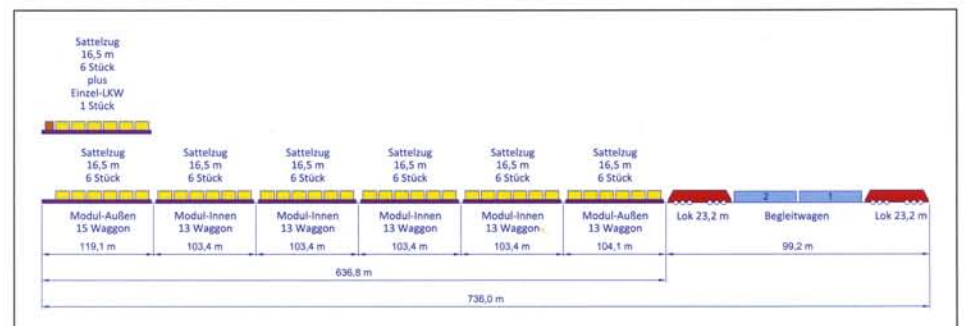 Sattelzug
16,5 m
6 Stück
plus
Einzel-LKW
1 Stück
Sattelzug
16,5 m
6 Stück
Sattelzug
16,5 m
6 Stück
Sattelzug
16,5 m
6 Stück
Sattelzug
16,5 m
6 Stück
Sattelzug
16,5 m
6 Stück
Sattelzug
16,5 m
6 Stück
2
1
Modul-Außen
15 Waggon
119,1 m
Modul-Innen
13 Waggon
103,4 m
Modul-Innen
13 Waggon
103,4 m
Modul-Innen
13 Waggon
103,4 m
Modul-Innen
13 Waggon
103,4 m
Modul-Außen
13 Waggon
104,1 m
Lok 23,2 m
Begleitwagen
Lok 23,2 m
99,2 m
636,8 m
736,0 m